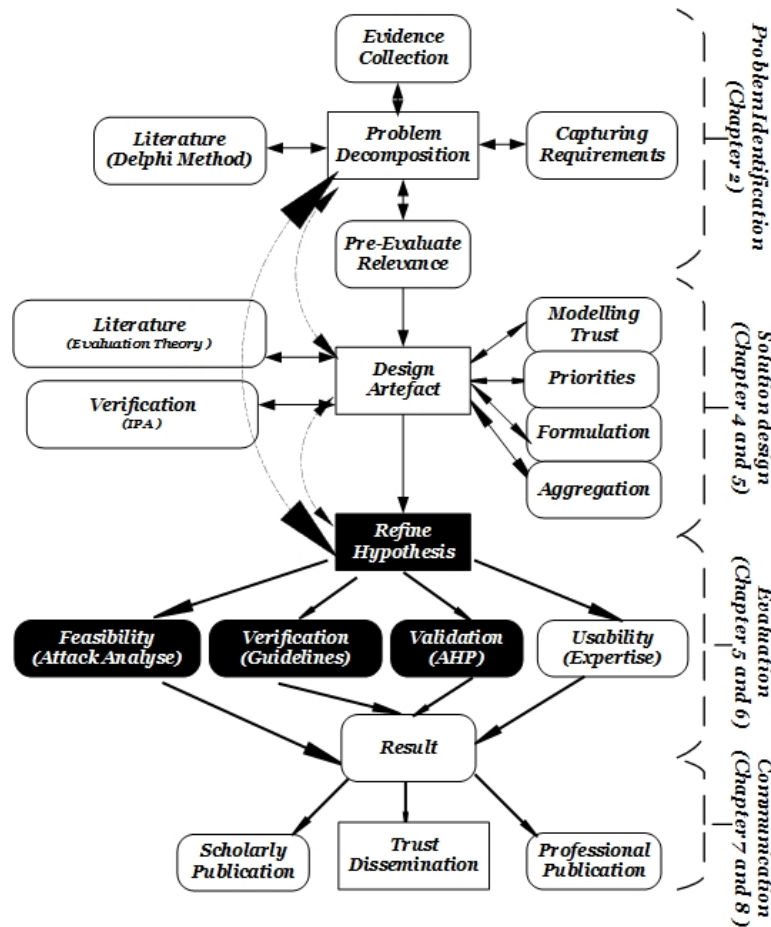 Evidence
Collection
Literature
(Delphi Method)
Problem
Decomposition
Capturing
Requirements
Pre-Evaluate
Relevance
Literature
(Evaluation Theory)
Verification
(IPA)
Design
Artefact
Modelling
Trust
Priorities
Formulation
Aggregation
Refine
Hypothesis
Feasibility
(Attack Analyse)
Verification
(Guidelines)
Validation
(AHP)
Usability
(Expertise)
Result
Scholarly
Publication
Trust
Dissemination
Professional
Publication
Problem Identification
(Chapter 2)
Solution design
(Chapter 4 and 5)
Evaluation
(Chapter 5 and 6)
Communication
(Chapter 7 and 8)